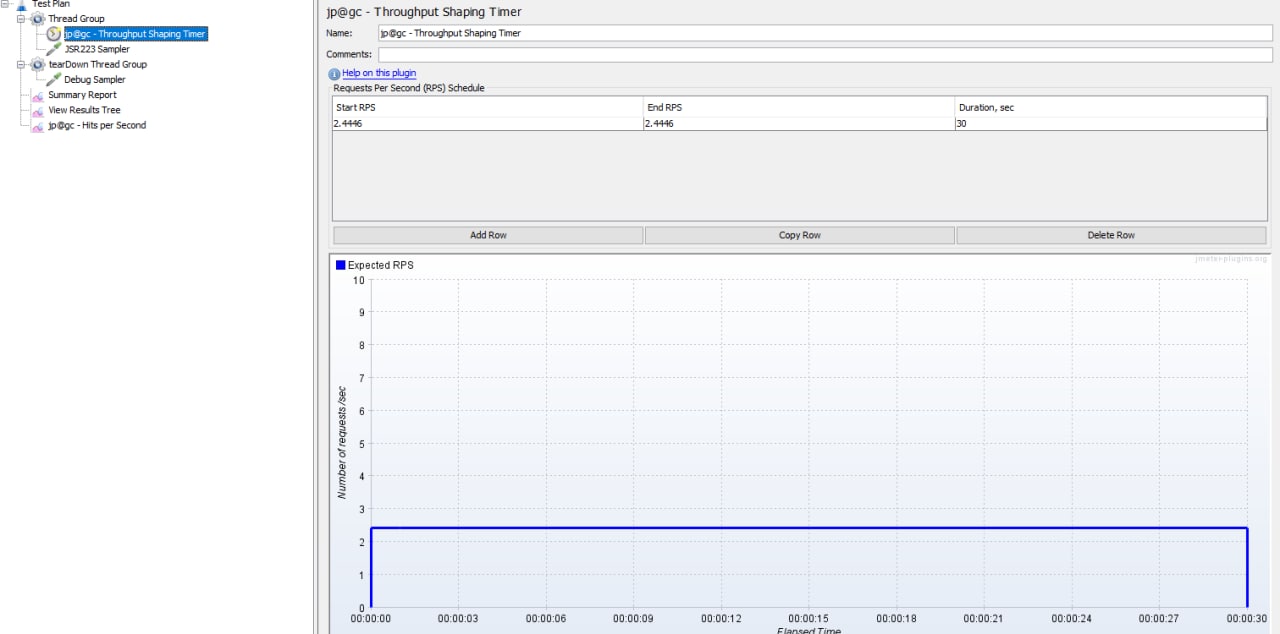 Test Plan
Thread Group
jp@gc - Throughput Shaping Timer
JSR223 Sampler
tearDown Thread Group
Debug Sampler
Summary Report
View Results Tree
jp@gc - Hits per Second
jp@gc - Throughput Shaping Timer
Name: jp@gc - Throughput Shaping Timer
Comments:
Help on this plugin
Requests Per Second (RPS) Schedule
Start RPS End RPS Duration, sec
2.4446 2.4446 30
Add Row Copy Row Delete Row
Expected RPS
jmeter-plugins.org
10
9
8
7
6
5
4
3
2
1
0
Number of requests /sec
00:00:00 00:00:03 00:00:06 00:00:09 00:00:12 00:00:15 00:00:18 00:00:21 00:00:24 00:00:27 00:00:30
Elapsed Time